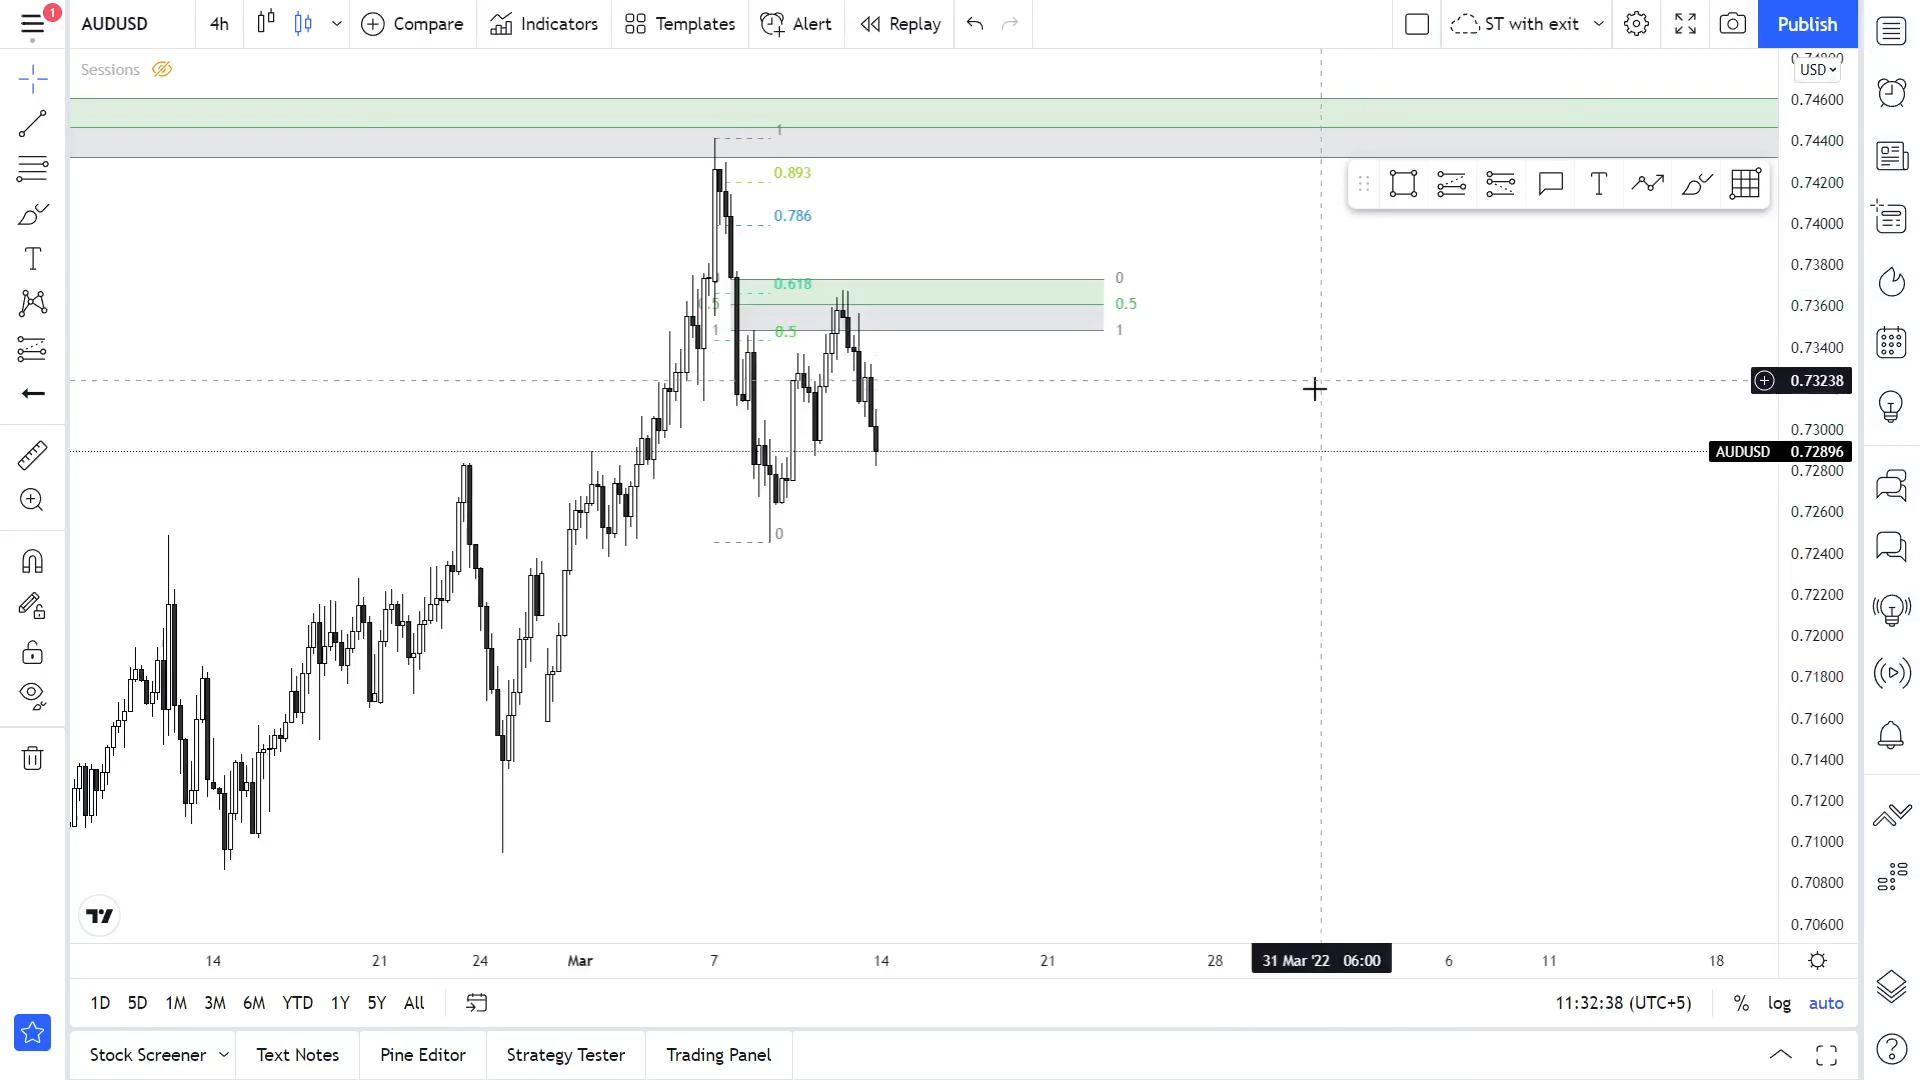 1
AUDUSD
4h
Compare
Indicators
Templates
Alert
Replay
ST with exit
Publish
Sessions
USD
0.74600
0.74400
0.74200
0.74000
0.73800
0.73600
0.73400
0.73238
0.73000
AUDUSD 0.72896
0.72800
0.72600
0.72400
0.72200
0.72000
0.71800
0.71600
0.71400
0.71200
0.71000
0.70800
0.70600
1
0.893
0.786
0.618
0.5
0
0
0.5
1
1
14
21
24
Mar
7
14
21
28
31 Mar '22 06:00
6
11
18
1D 5D 1M 3M 6M YTD 1Y 5Y All
11:32:38 (UTC+5)
% log auto
Stock Screener
Text Notes
Pine Editor
Strategy Tester
Trading Panel